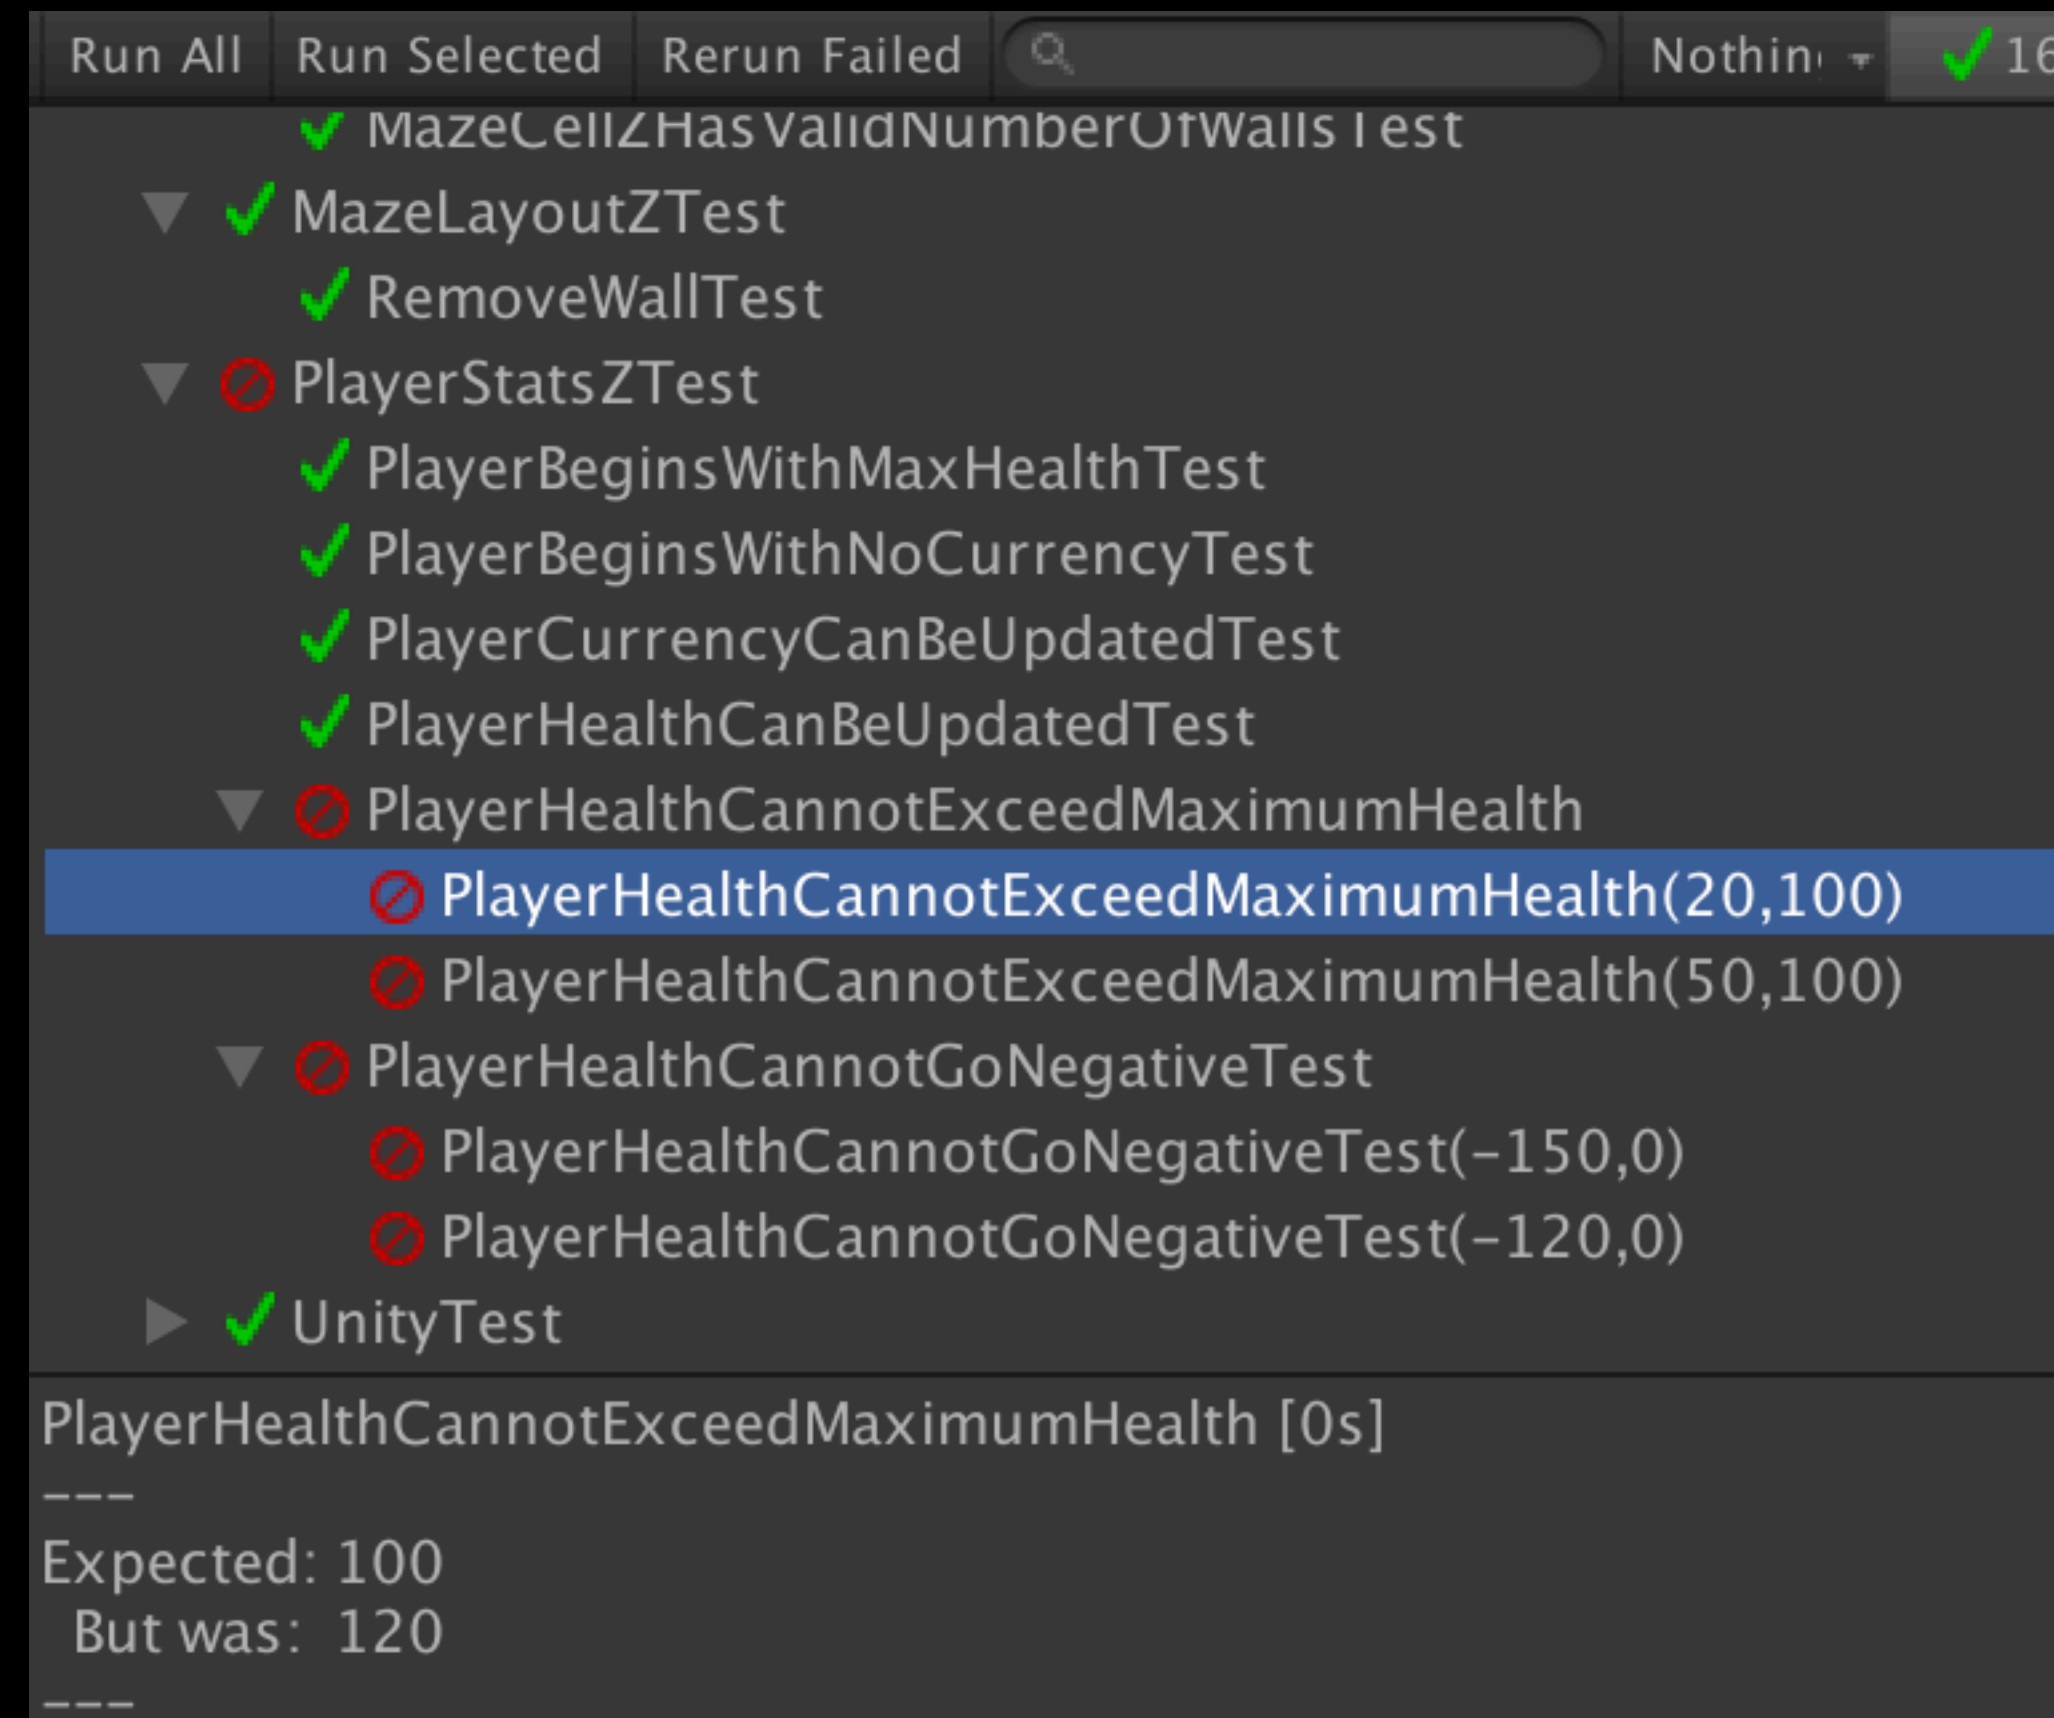 Run All Run Selected Rerun Failed Nothin 16
MazeCellZHasValidNumberOfWallsTest
MazeLayoutZTest
RemoveWallTest
PlayerStatsZTest
PlayerBeginsWithMaxHealthTest
PlayerBeginsWithNoCurrencyTest
PlayerCurrencyCanBeUpdatedTest
PlayerHealthCanBeUpdatedTest
PlayerHealthCannotExceedMaximumHealth
PlayerHealthCannotExceedMaximumHealth(20,100)
PlayerHealthCannotExceedMaximumHealth(50,100)
PlayerHealthCannotGoNegativeTest
PlayerHealthCannotGoNegativeTest(-150,0)
PlayerHealthCannotGoNegativeTest(-120,0)
UnityTest
PlayerHealthCannotExceedMaximumHealth [0s]
---
Expected: 100
But was: 120
---